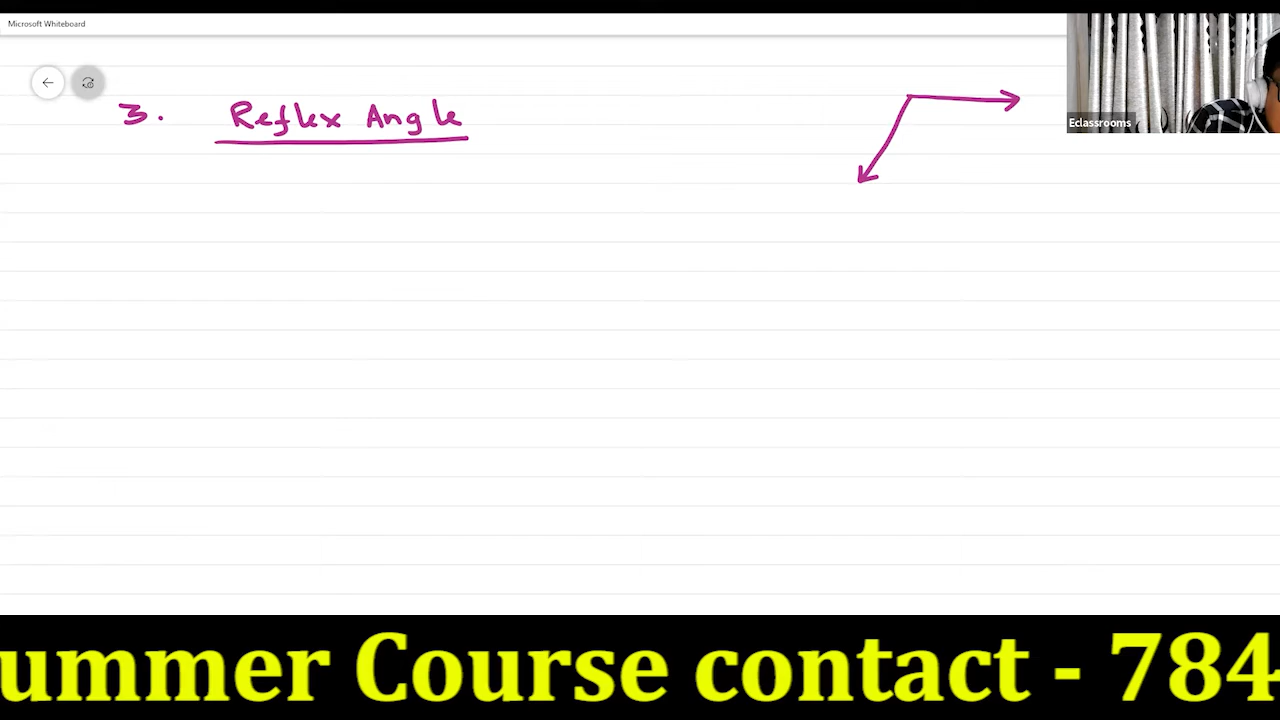 Microsoft Whiteboard
3. Reflex Angle
Eclassrooms
ummer Course contact - 784